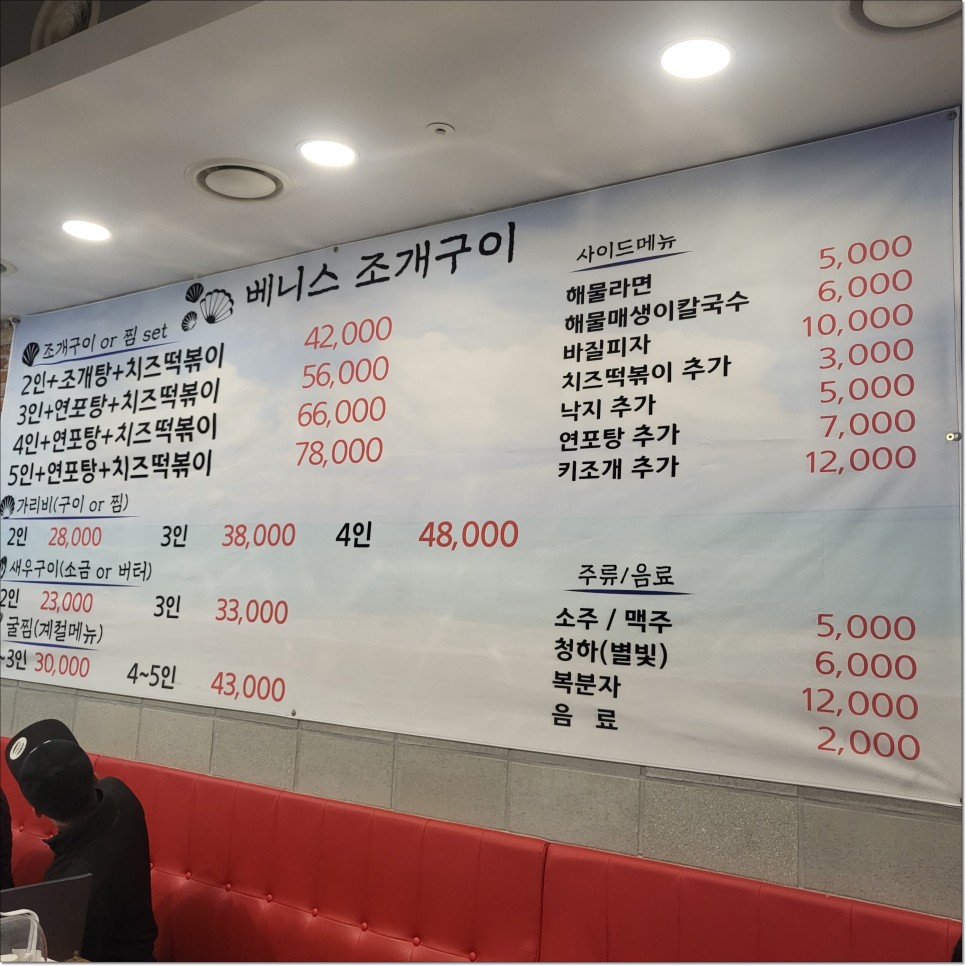 베니스 조개구이
조개구이 or 찜 set
2인+조개탕+치즈떡볶이 42,000
3인+연포탕+치즈떡볶이 56,000
4인+연포탕+치즈떡볶이 66,000
5인+연포탕+치즈떡볶이 78,000
가리비(구이 or 찜)
2인 28,000 3인 38,000 4인 48,000
새우구이(소금 or 버터)
2인 23,000 3인 33,000
굴찜(계절메뉴)
~3인 30,000 4~5인 43,000
사이드메뉴
해물라면 5,000
해물매생이칼국수 6,000
바질피자 10,000
치즈떡볶이 추가 3,000
낙지 추가 5,000
연포탕 추가 7,000
키조개 추가 12,000
주류/음료
소주 / 맥주 5,000
청하(별빛) 6,000
복분자 12,000
음 료 2,000